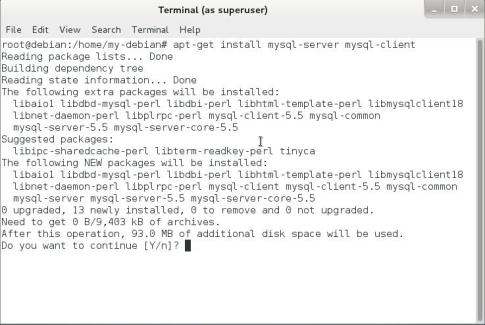 Terminal (as superuser)
File Edit View Search Terminal Help
root@debian:/home/my-debian# apt-get install mysql-server mysql-client
Reading package lists... Done
Building dependency tree
Reading state information... Done
The following extra packages will be installed:
libaio1 libdbd-mysql-perl libdbi-perl libhtml-template-perl libmysqlclient18
libnet-daemon-perl libplrpc-perl mysql-client-5.5 mysql-common
mysql-server-5.5 mysql-server-core-5.5
Suggested packages:
libipc-sharedcache-perl libterm-readkey-perl tinyca
The following NEW packages will be installed:
libaio1 libdbd-mysql-perl libdbi-perl libhtml-template-perl libmysqlclient18
libnet-daemon-perl libplrpc-perl mysql-client mysql-client-5.5 mysql-common
mysql-server mysql-server-5.5 mysql-server-core-5.5
0 upgraded, 13 newly installed, 0 to remove and 0 not upgraded.
Need to get 0 B/9,403 kB of archives.
After this operation, 93.0 MB of additional disk space will be used.
Do you want to continue [Y/n]?